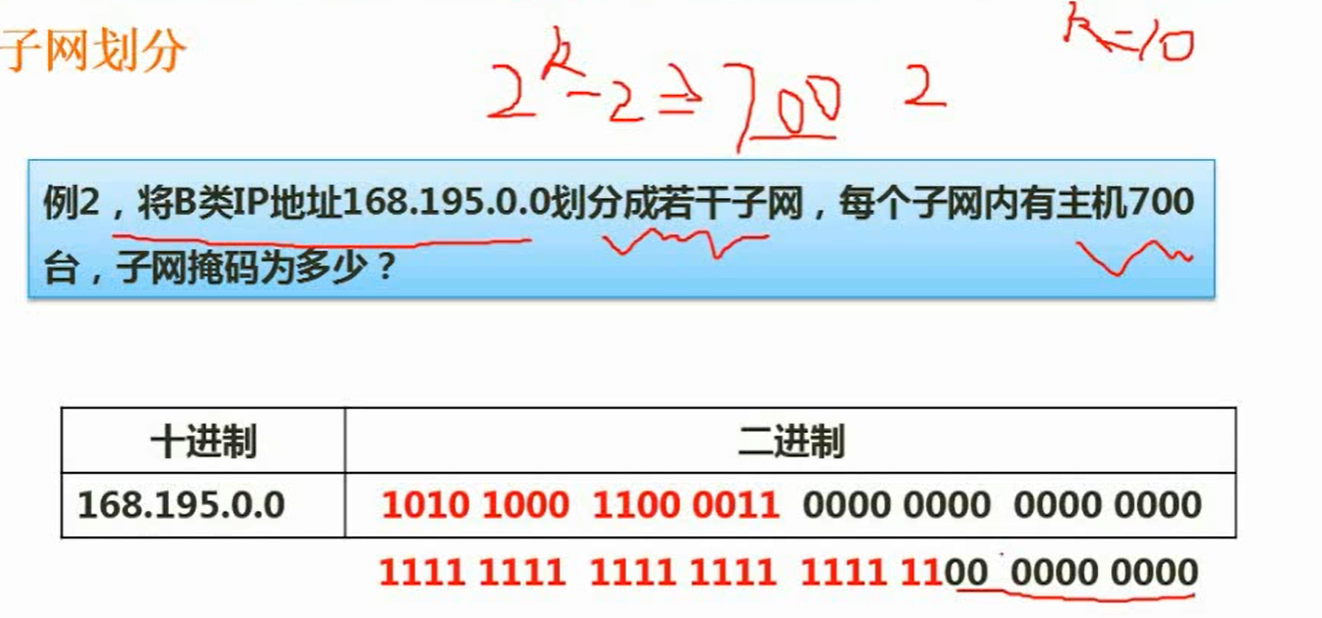 子网划分
2^k-2≥700 2
k=10
例2，将B类IP地址168.195.0.0划分成若干子网，每个子网内有主机700
台，子网掩码为多少？
十进制 二进制
168.195.0.0 1010 1000 1100 0011 0000 0000 0000 0000
1111 1111 1111 1111 1111 1100 0000 0000